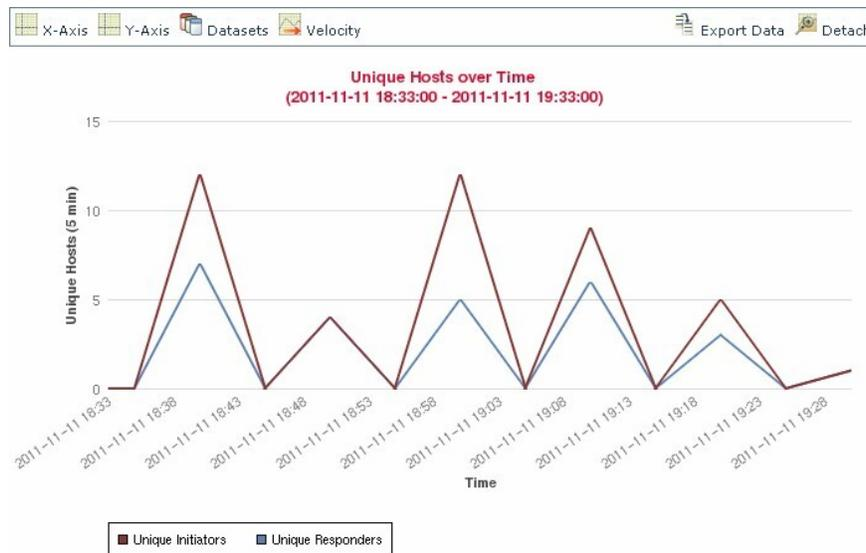 X-Axis Y-Axis Datasets Velocity Export Data Detach
Unique Hosts over Time
(2011-11-11 18:33:00 - 2011-11-11 19:33:00)
Unique Hosts (5 min)
15
10
5
0
2011-11-11 18:33
2011-11-11 18:38
2011-11-11 18:43
2011-11-11 18:48
2011-11-11 18:53
2011-11-11 18:58
2011-11-11 19:03
2011-11-11 19:08
2011-11-11 19:13
2011-11-11 19:18
2011-11-11 19:23
2011-11-11 19:28
Time
Unique Initiators Unique Responders